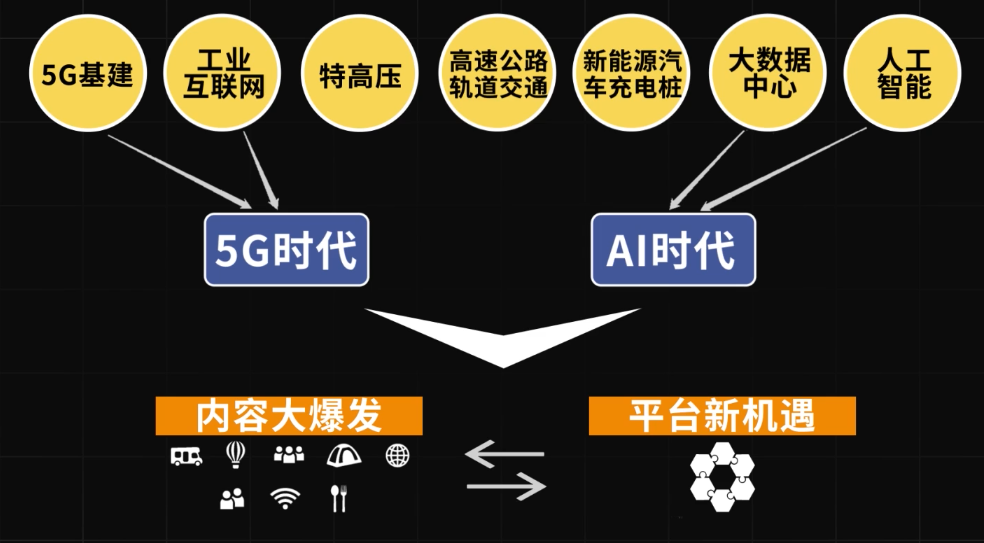 5G基建
工业
互联网
特高压
高速公路
轨道交通
新能源汽
车充电桩
大数据
中心
人工
智能
5G时代
AI时代
内容大爆发
平台新机遇